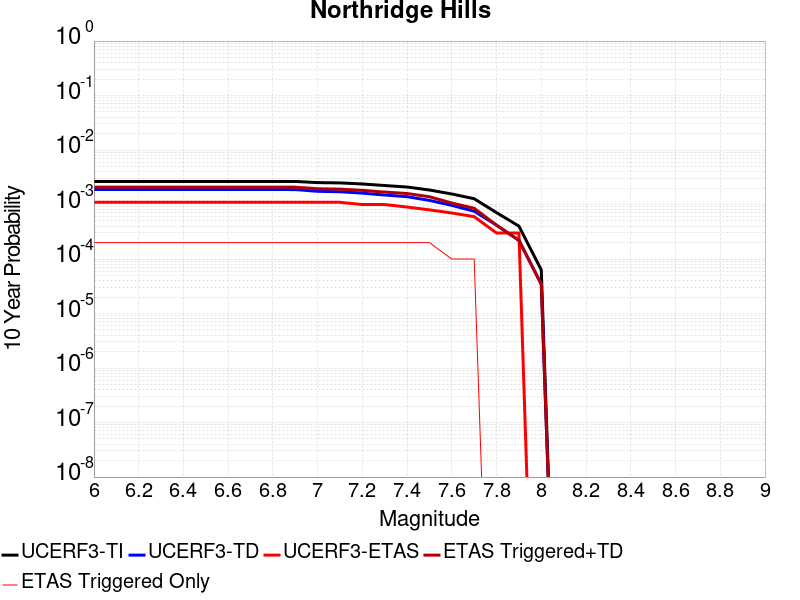 Northridge Hills
10 Year Probability
10^0
10^-1
10^-2
10^-3
10^-4
10^-5
10^-6
10^-7
10^-8
6 6.2 6.4 6.6 6.8 7 7.2 7.4 7.6 7.8 8 8.2 8.4 8.6 8.8 9
Magnitude
UCERF3-TI UCERF3-TD UCERF3-ETAS ETAS Triggered+TD
ETAS Triggered Only